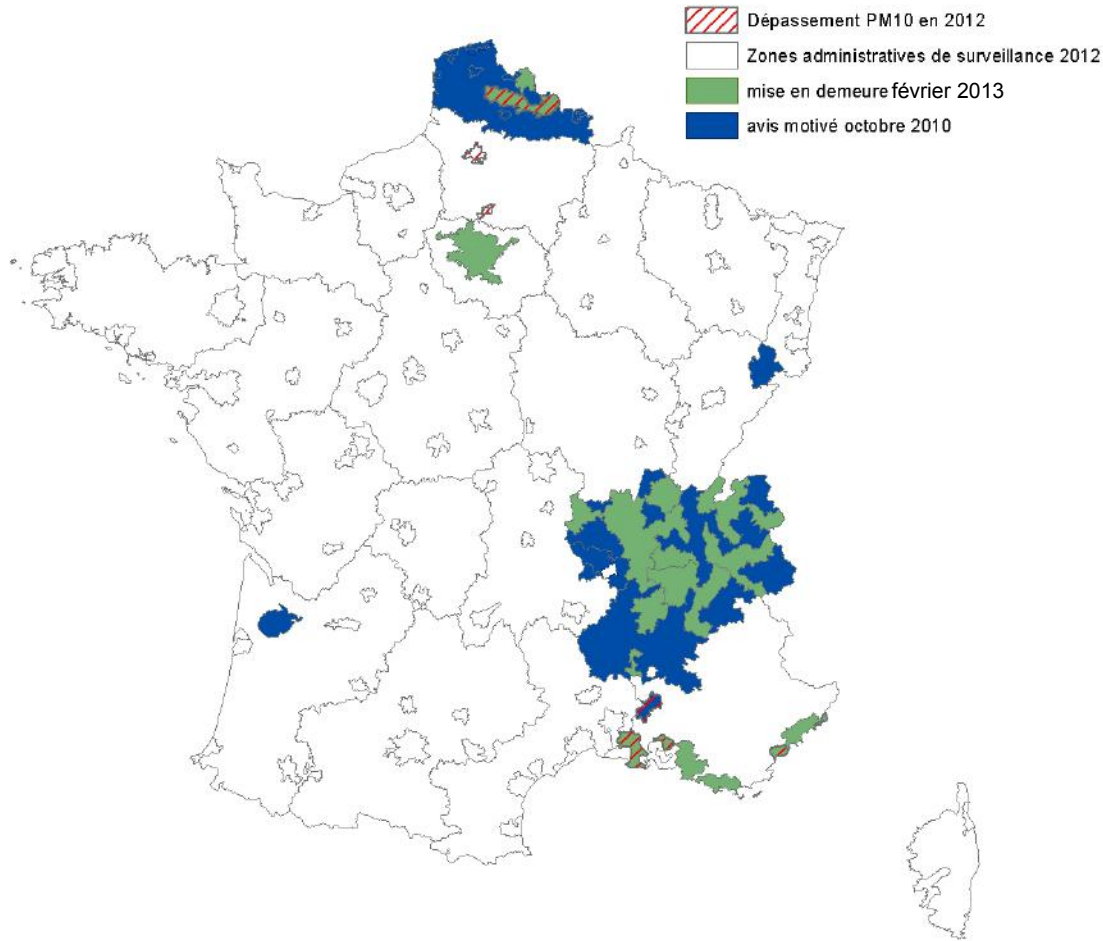 Dépassement PM10 en 2012
Zones administratives de surveillance 2012
mise en demeure février 2013
avis motivé octobre 2010